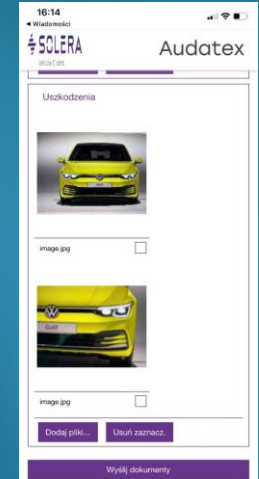 16:14
◂ Wiadomości
SOLERA
Audatex
Uszkodzenia
image.jpg
Golf
image.jpg
Dodaj pliki...
Usuń zaznacz.
Wyślij dokumenty